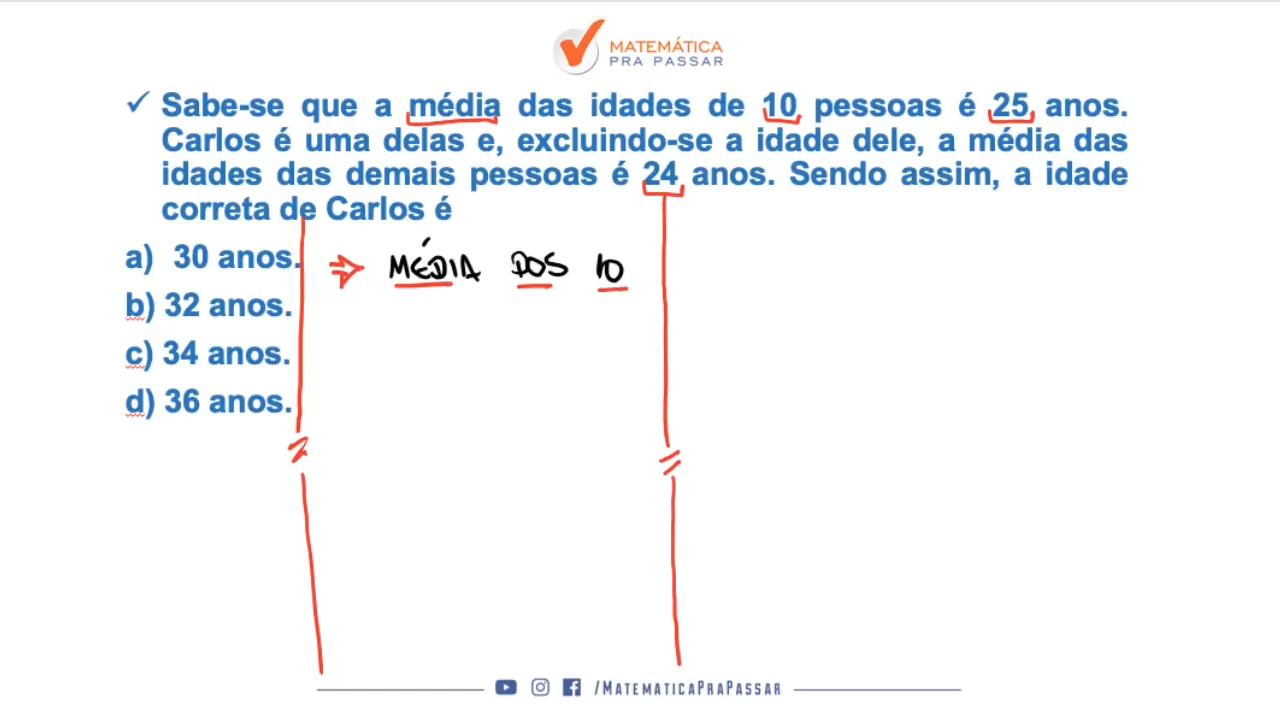 MATEMÁTICA
PRA PASSAR
✓ Sabe-se que a média das idades de 10 pessoas é 25 anos.
Carlos é uma delas e, excluindo-se a idade dele, a média das
idades das demais pessoas é 24 anos. Sendo assim, a idade
correta de Carlos é
a) 30 anos.
⇒ MÉDIA DOS 10
b) 32 anos.
c) 34 anos.
d) 36 anos.
/MATEMATICAPRAPASSAR